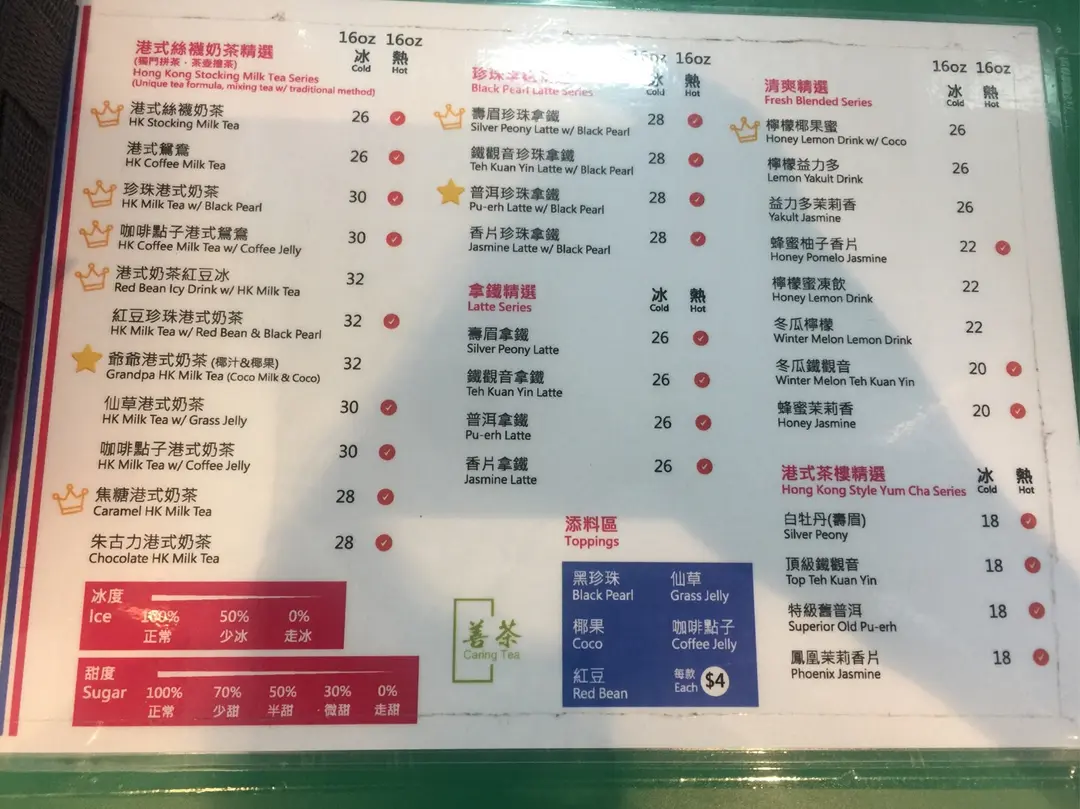 港式絲襪奶茶精選
(獨門拼茶．茶壺撞茶)
Hong Kong Stocking Milk Tea Series
(Unique tea formula, mixing tea w/ traditional method)
16oz 16oz
冰 熱
Cold Hot
港式絲襪奶茶 26
HK Stocking Milk Tea
港式鴛鴦 26
HK Coffee Milk Tea
珍珠港式奶茶 30
HK Milk Tea w/ Black Pearl
咖啡點子港式鴛鴦 30
HK Coffee Milk Tea w/ Coffee Jelly
港式奶茶紅豆冰 32
Red Bean Icy Drink w/ HK Milk Tea
紅豆珍珠港式奶茶 32
HK Milk Tea w/ Red Bean & Black Pearl
爺爺港式奶茶 (椰汁&椰果) 32
Grandpa HK Milk Tea (Coco Milk & Coco)
仙草港式奶茶 30
HK Milk Tea w/ Grass Jelly
咖啡點子港式奶茶 30
HK Milk Tea w/ Coffee Jelly
焦糖港式奶茶 28
Caramel HK Milk Tea
朱古力港式奶茶 28
Chocolate HK Milk Tea
冰度
Ice 100% 50% 0%
正常 少冰 走冰
甜度
Sugar 100% 70% 50% 30% 0%
正常 少甜 半甜 微甜 走甜
珍珠拿鐵
Black Pearl Latte Series
16oz 16oz
冰 熱
Cold Hot
壽眉珍珠拿鐵 28
Silver Peony Latte w/ Black Pearl
鐵觀音珍珠拿鐵 28
Teh Kuan Yin Latte w/ Black Pearl
普洱珍珠拿鐵 28
Pu-erh Latte w/ Black Pearl
香片珍珠拿鐵 28
Jasmine Latte w/ Black Pearl
拿鐵精選
Latte Series
冰 熱
Cold Hot
壽眉拿鐵 26
Silver Peony Latte
鐵觀音拿鐵 26
Teh Kuan Yin Latte
普洱拿鐵 26
Pu-erh Latte
香片拿鐵 26
Jasmine Latte
添料區
Toppings
黑珍珠 仙草
Black Pearl Grass Jelly
椰果 咖啡點子
Coco Coffee Jelly
紅豆 每款
Red Bean Each $4
善茶
Caring Tea
清爽精選
Fresh Blended Series
16oz 16oz
冰 熱
Cold Hot
檸檬椰果蜜 26
Honey Lemon Drink w/ Coco
檸檬益力多 26
Lemon Yakult Drink
益力多茉莉香 26
Yakult Jasmine
蜂蜜柚子香片 22
Honey Pomelo Jasmine
檸檬蜜凍飲 22
Honey Lemon Drink
冬瓜檸檬 22
Winter Melon Lemon Drink
冬瓜鐵觀音 20
Winter Melon Teh Kuan Yin
蜂蜜茉莉香 20
Honey Jasmine
港式茶樓精選
Hong Kong Style Yum Cha Series
冰 熱
Cold Hot
白牡丹(壽眉) 18
Silver Peony
頂級鐵觀音 18
Top Teh Kuan Yin
特級舊普洱 18
Superior Old Pu-erh
鳳凰茉莉香片 18
Phoenix Jasmine